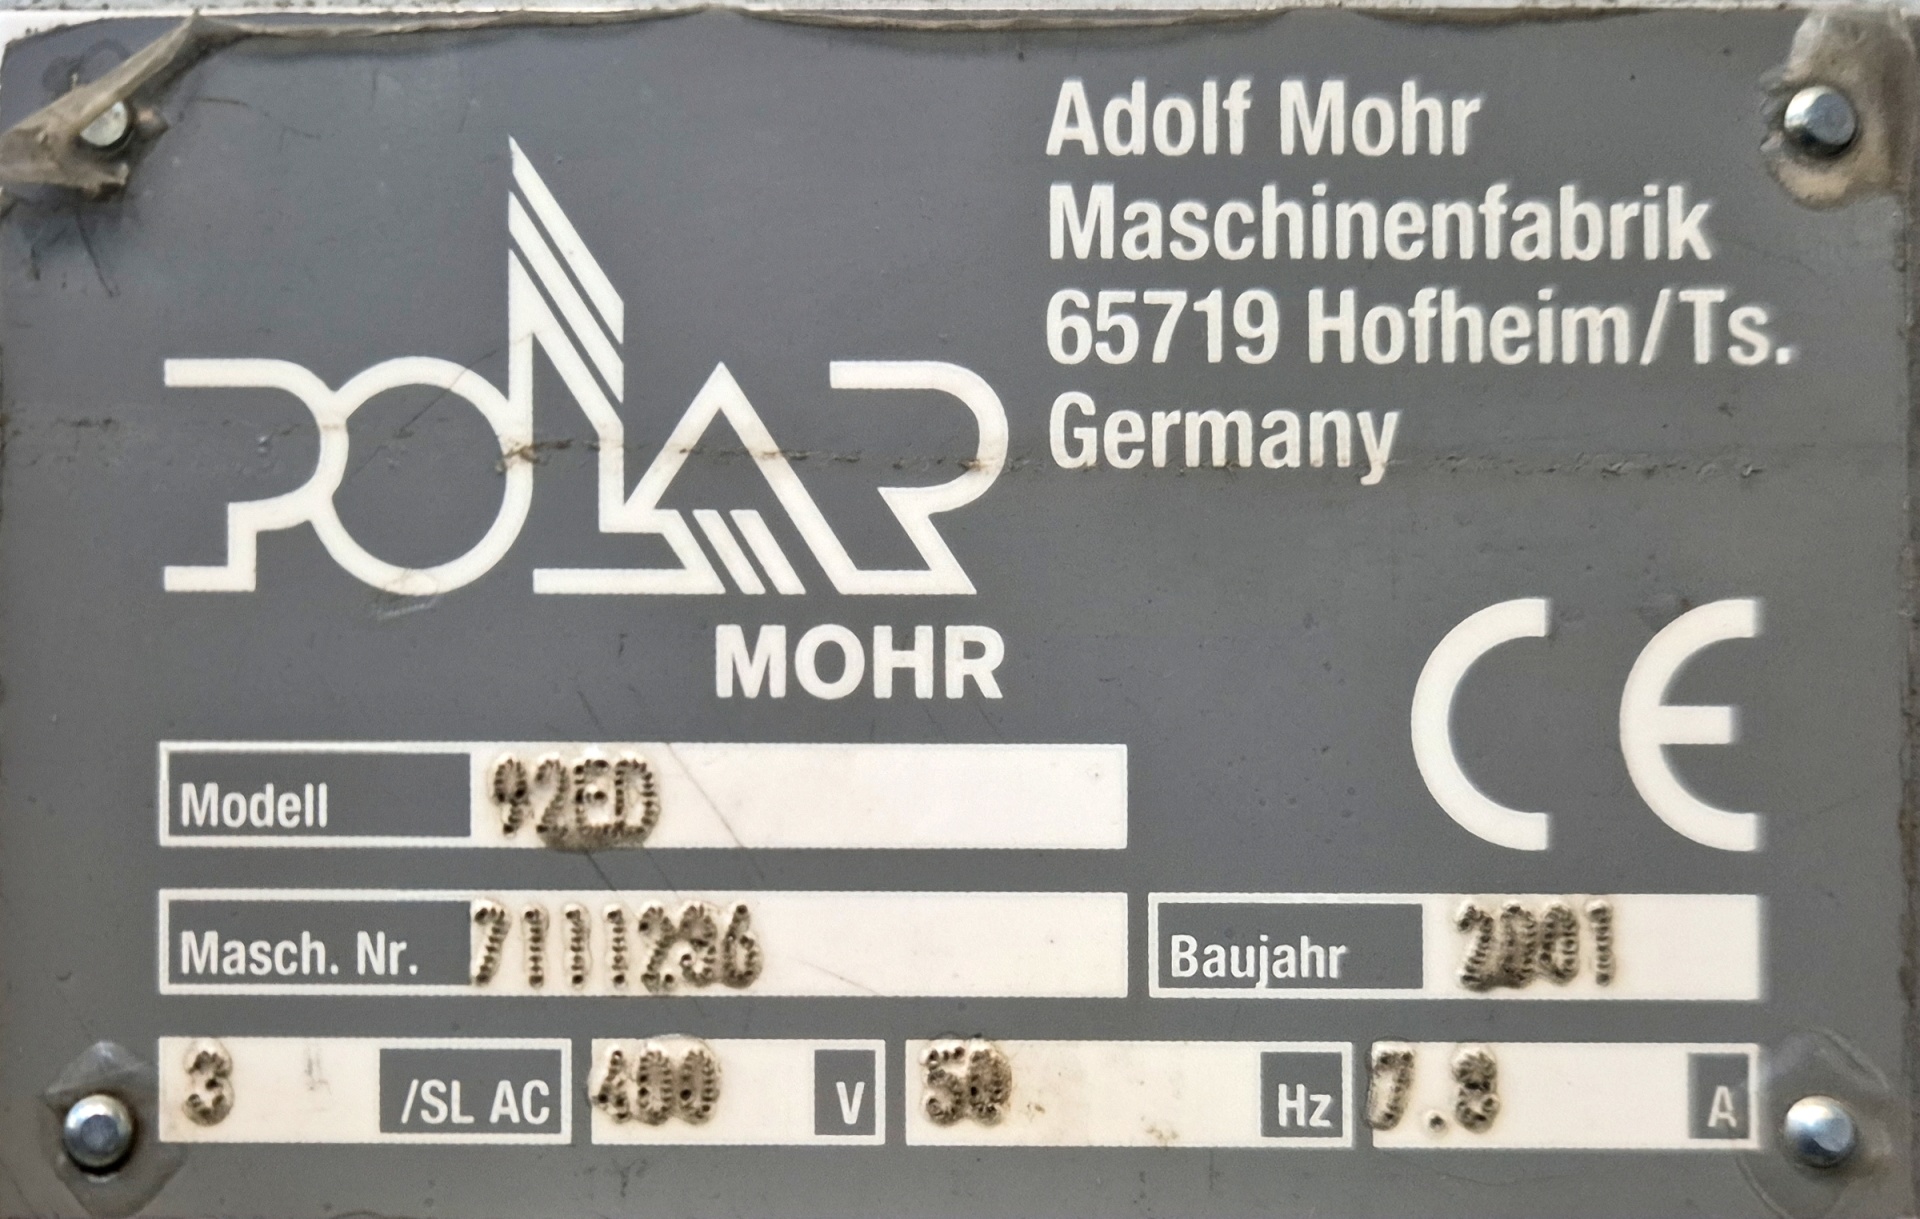 Adolf Mohr
Maschinenfabrik
65719 Hofheim/Ts.
Germany
POLAR
MOHR
CE
Modell 92ED
Masch. Nr. 7111236 Baujahr 2001
3 /SL AC 400 V 50 Hz 7.8 A